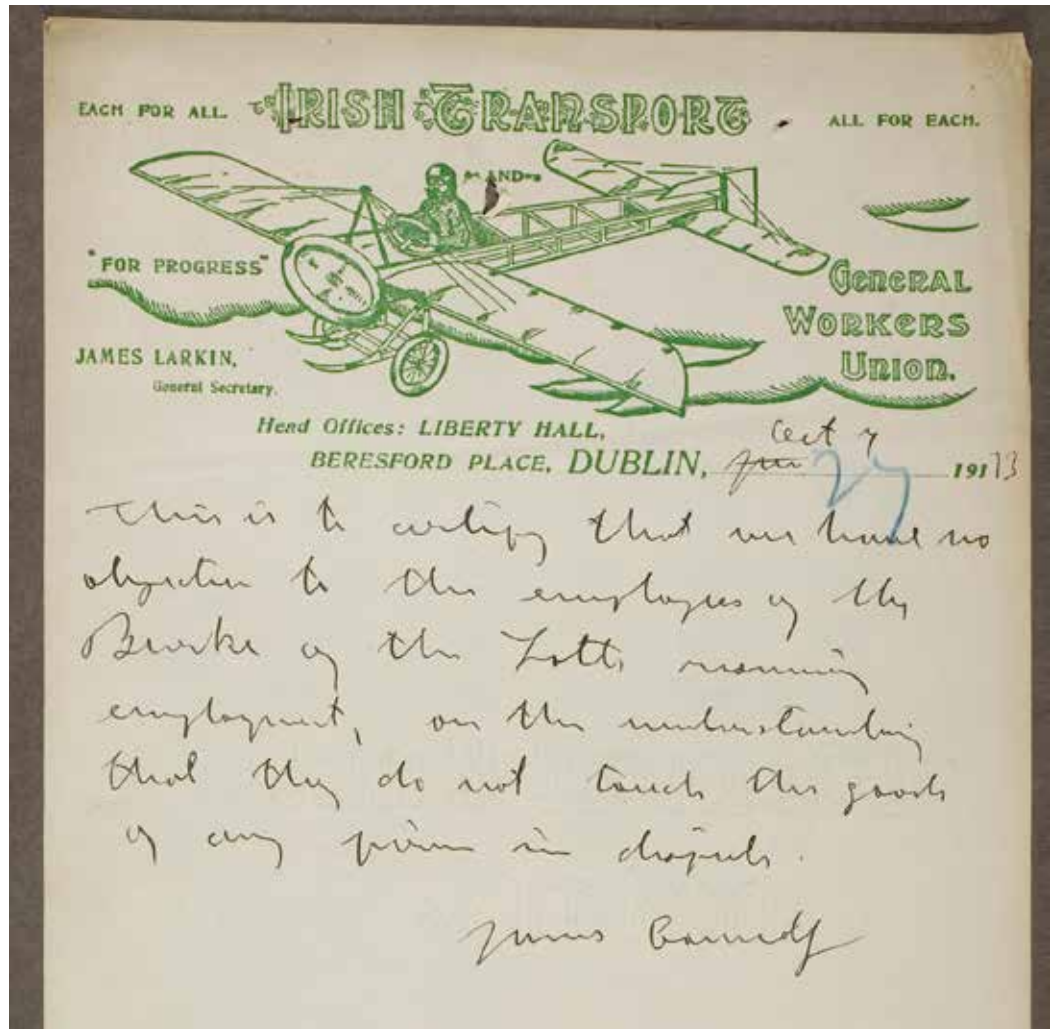 EACH FOR ALL. THE IRISH TRANSPORT ALL FOR EACH.
AND
"FOR PROGRESS"
GENERAL
WORKERS
UNION.
JAMES LARKIN,
General Secretary.
Head Offices: LIBERTY HALL,
Oct 7
BERESFORD PLACE, DUBLIN, 27 1913
This is to certify that we have no
objection to the employees of the
of the Lotts resuming
employment, on the understanding
that they do not touch the goods
of any firm in dispute.
James Connolly